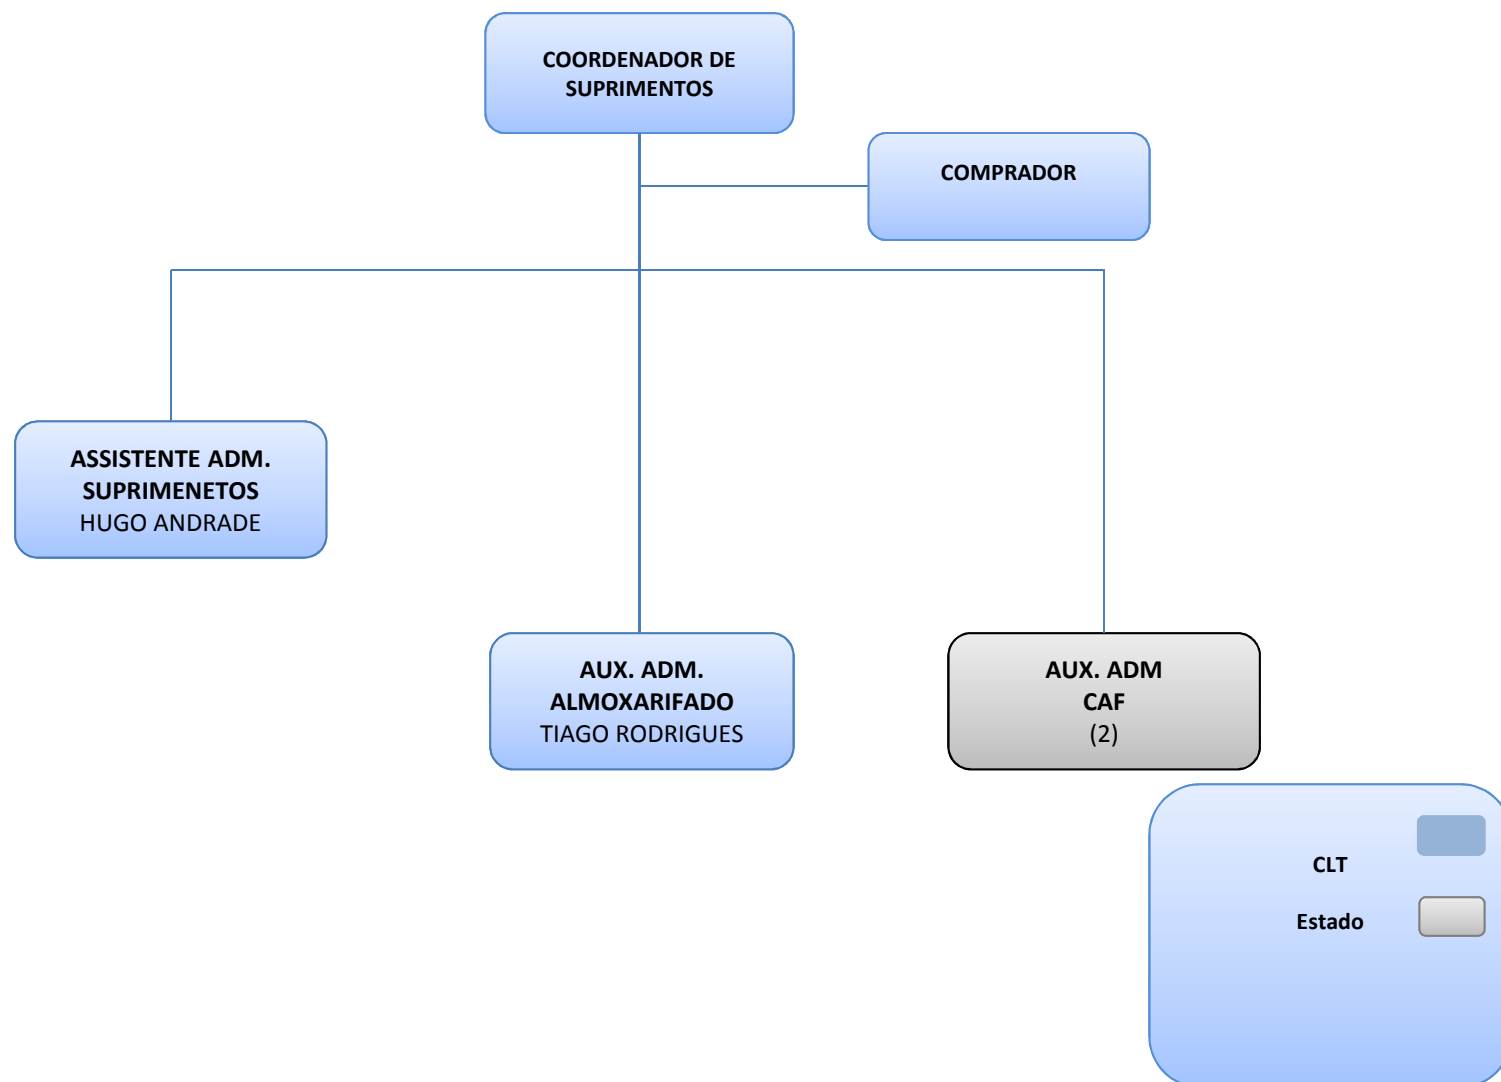 COORDENADOR DE
SUPRIMENTOS
COMPRADOR
ASSISTENTE ADM.
SUPRIMENETOS
HUGO ANDRADE
AUX. ADM.
ALMOXARIFADO
TIAGO RODRIGUES
AUX. ADM
CAF
(2)
CLT
Estado